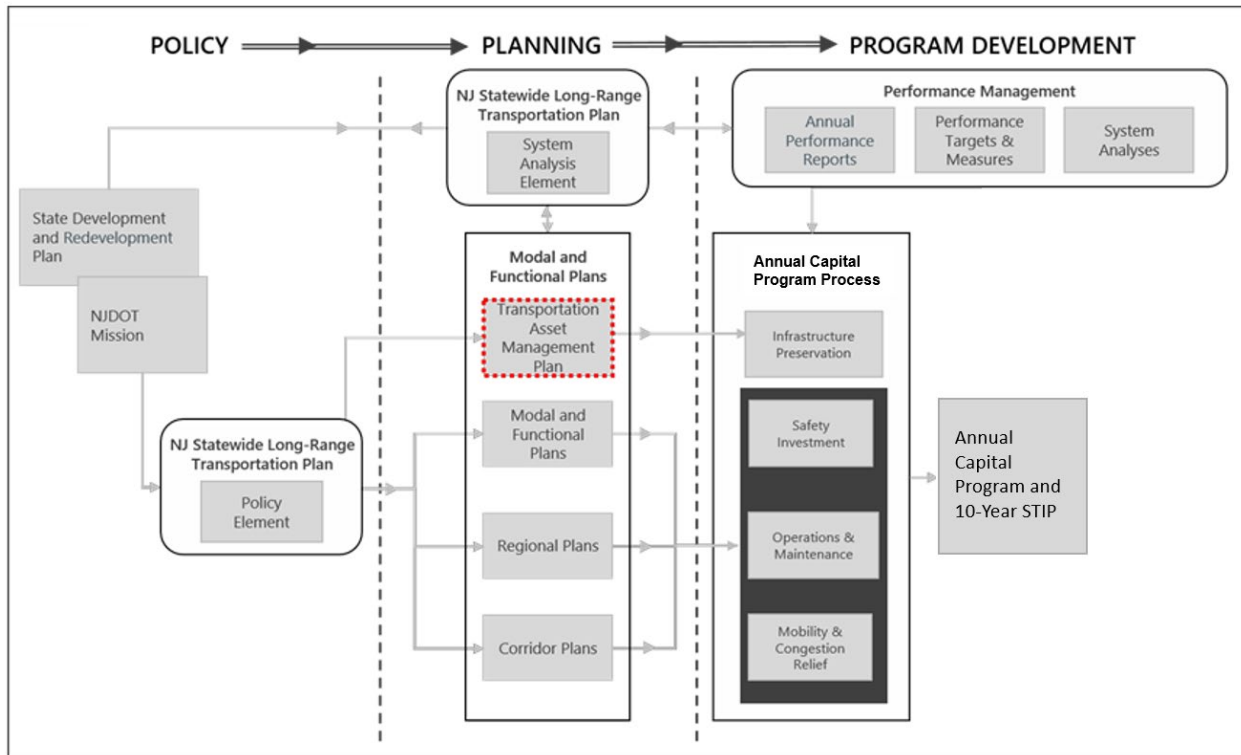 POLICY
PLANNING
PROGRAM DEVELOPMENT
NJ Statewide Long-Range
Transportation Plan
System
Analysis
Element
Performance Management
Annual
Performance
Reports
Performance
Targets &
Measures
System
Analyses
State Development
and Redevelopment
Plan
NJDOT
Mission
NJ Statewide Long-Range
Transportation Plan
Policy
Element
Modal and
Functional Plans
Transportation
Asset
Management
Plan
Modal and
Functional
Plans
Regional Plans
Corridor Plans
Annual Capital
Program Process
Infrastructure
Preservation
Safety
Investment
Operations &
Maintenance
Mobility &
Congestion
Relief
Annual
Capital
Program and
10-Year STIP